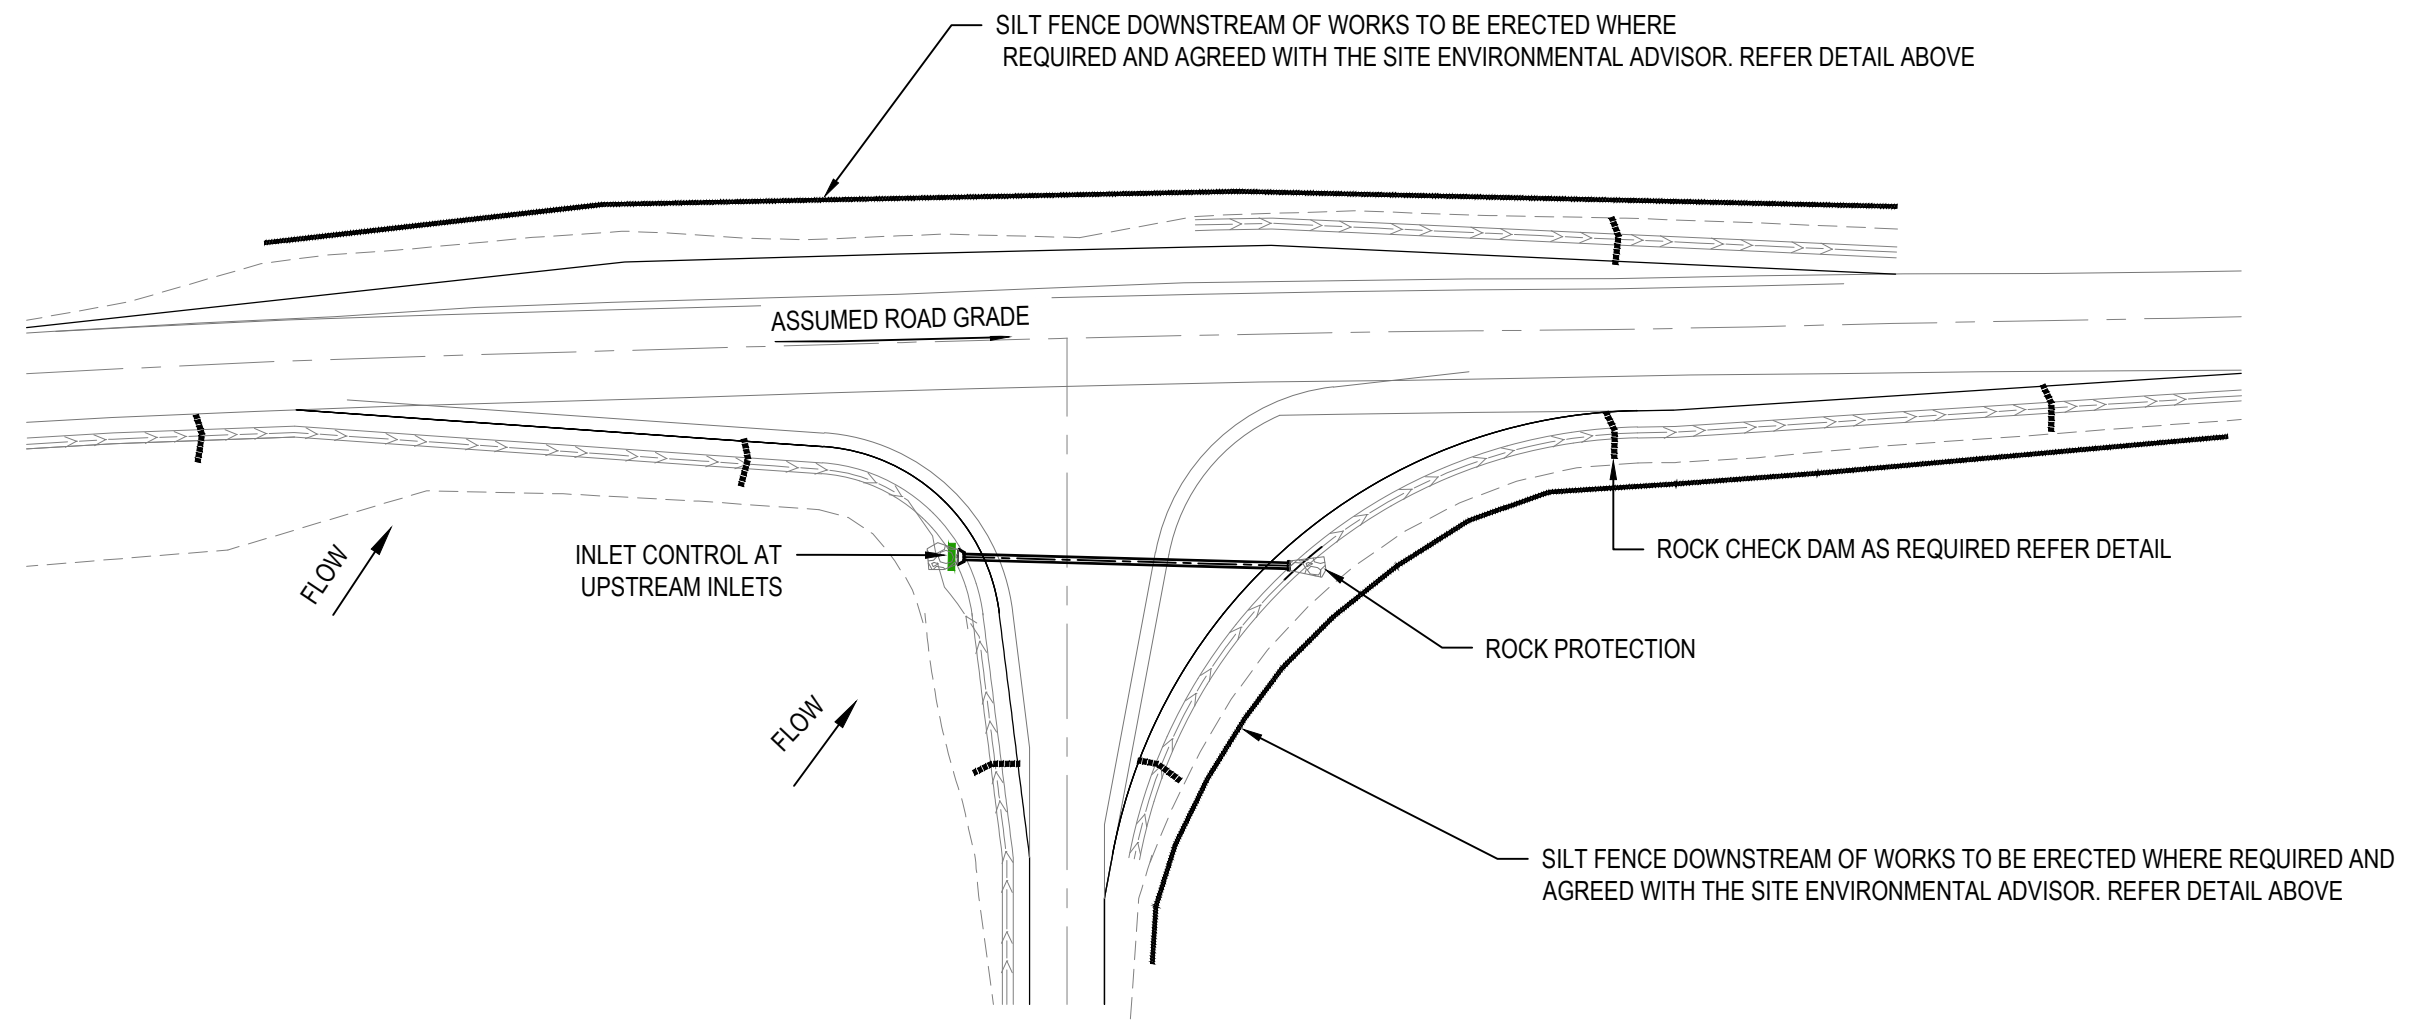 SILT FENCE DOWNSTREAM OF WORKS TO BE ERECTED WHERE
REQUIRED AND AGREED WITH THE SITE ENVIRONMENTAL ADVISOR. REFER DETAIL ABOVE
ASSUMED ROAD GRADE
FLOW
INLET CONTROL AT
UPSTREAM INLETS
ROCK CHECK DAM AS REQUIRED REFER DETAIL
ROCK PROTECTION
FLOW
SILT FENCE DOWNSTREAM OF WORKS TO BE ERECTED WHERE REQUIRED AND
AGREED WITH THE SITE ENVIRONMENTAL ADVISOR. REFER DETAIL ABOVE